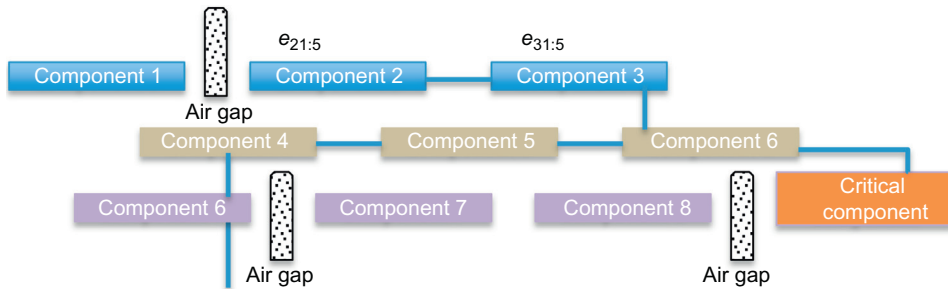 e21:5
e31:5
Component 1
Component 2
Component 3
Air gap
Component 4
Component 5
Component 6
Component 6
Component 7
Component 8
Critical
component
Air gap
Air gap